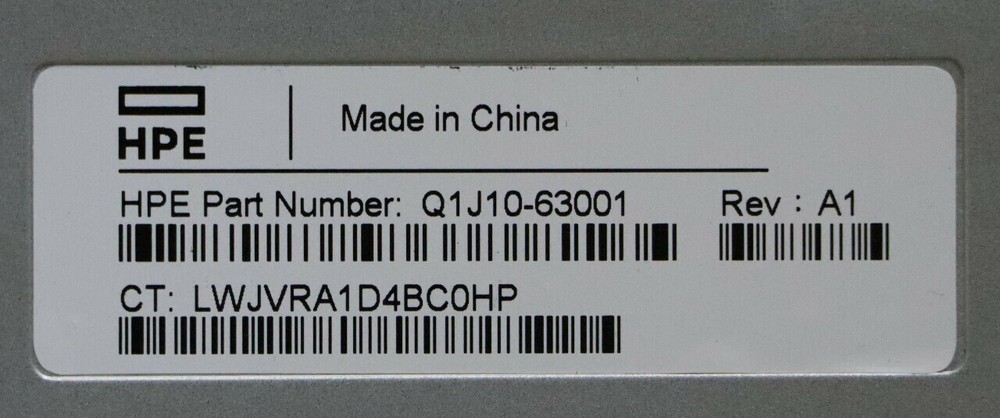 HPE
Made in China
HPE Part Number: Q1J10-63001 Rev : A1
CT: LWJVRA1D4BC0HP